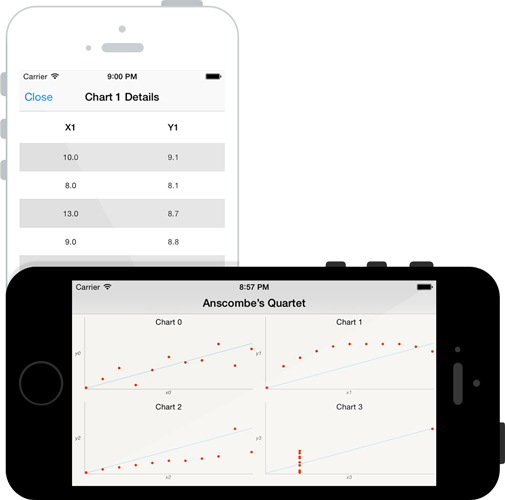 Carrier 9:00 PM
Close Chart 1 Details
X1 Y1
10.0 9.1
8.0 8.1
13.0 8.7
9.0 8.8
Carrier 8:57 PM
Anscombe's Quartet
Chart 0 Chart 1
y0 y1
x0 x1
Chart 2 Chart 3
y2 y3
x2 x3